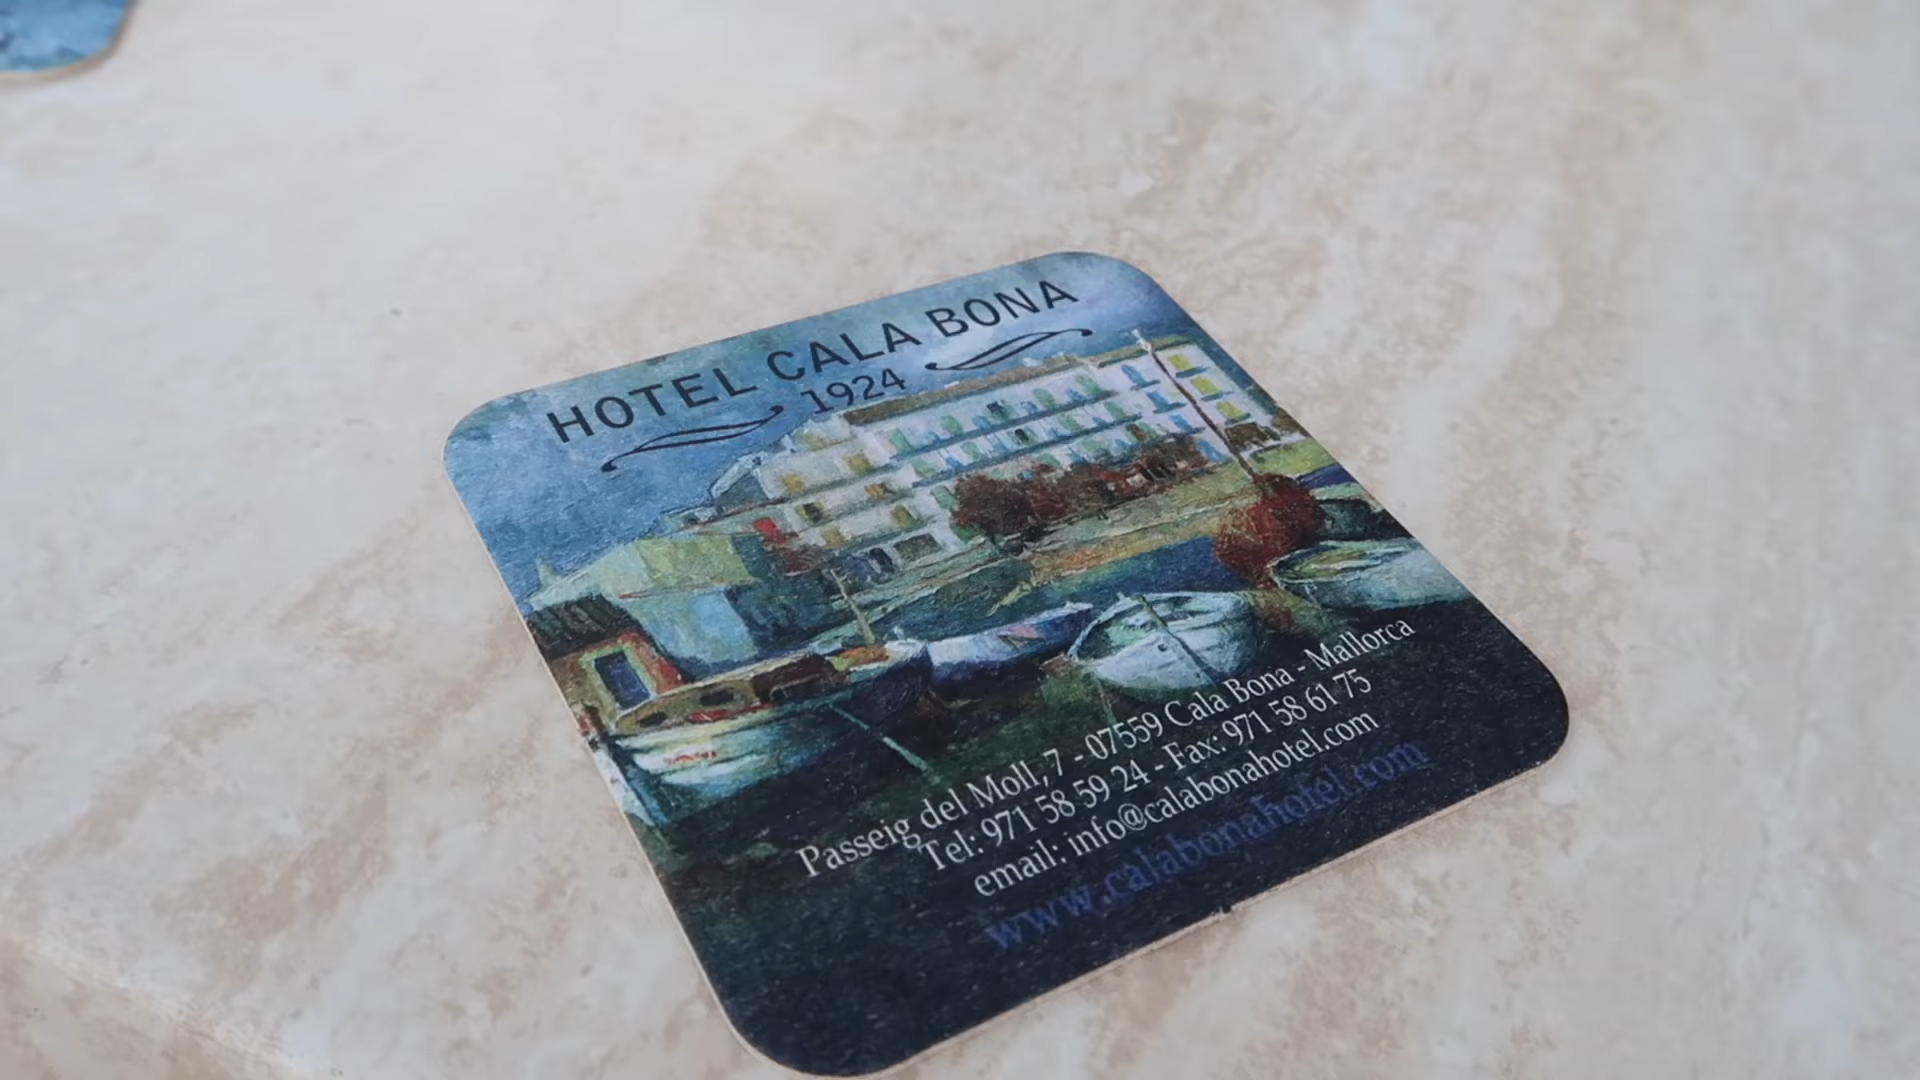 HOTEL CALA BONA
1924
Passeig del Moll, 7 - 07559 Cala Bona - Mallorca
Tel: 971 58 59 24 - Fax: 971 58 61 75
email: info@calabonahotel.com
www.calabonahotel.com